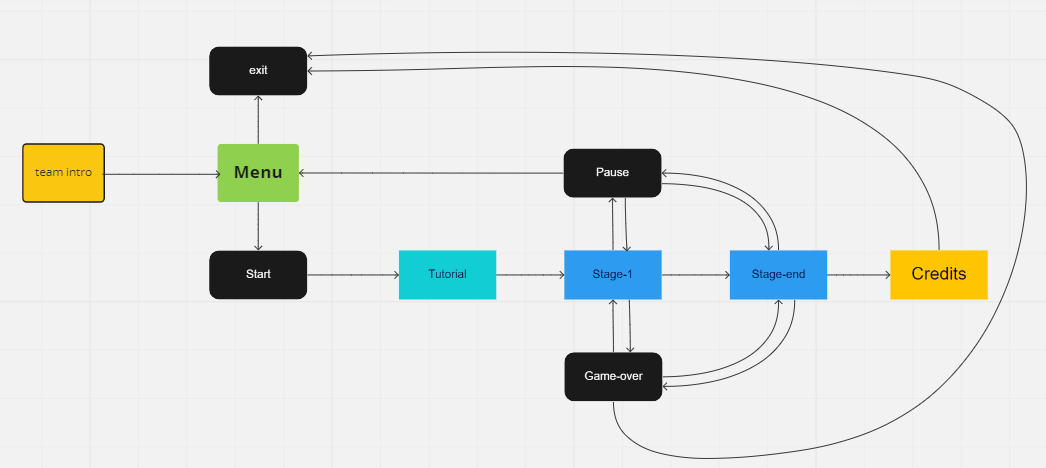 exit
team intro
Menu
Pause
Start
Tutorial
Stage-1
Stage-end
Credits
Game-over